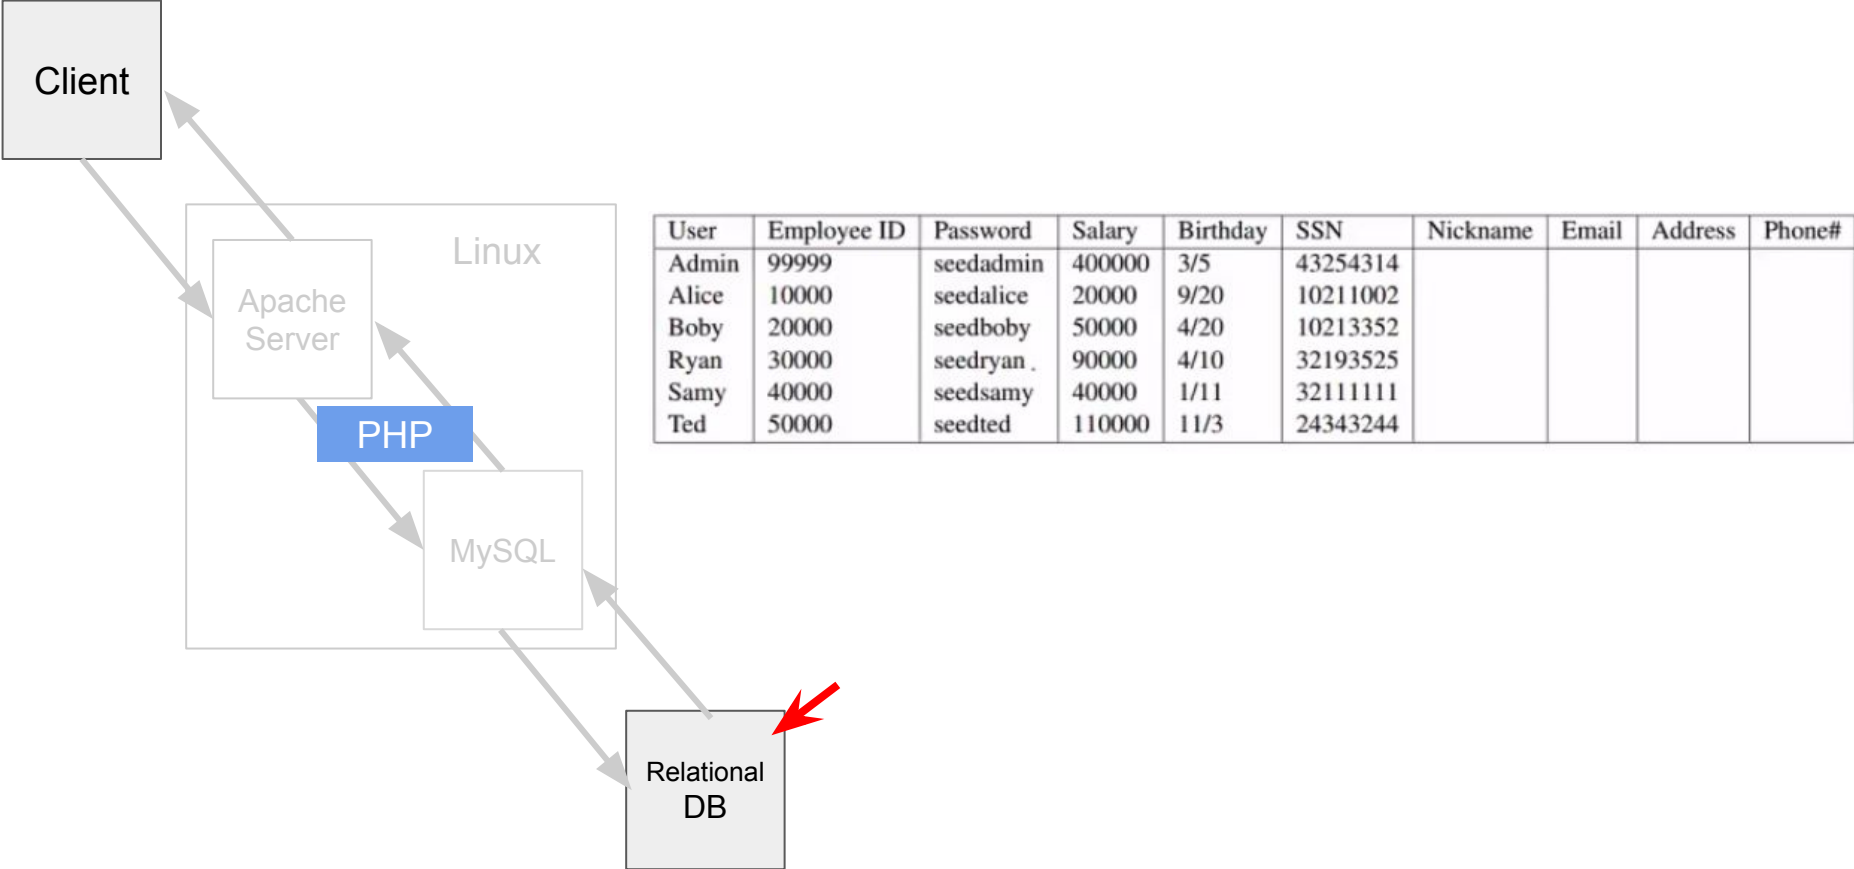 Client
Linux
Apache
Server
PHP
MySQL
Relational
DB
User Employee ID Password Salary Birthday SSN Nickname Email Address Phone#
Admin 99999 seedadmin 400000 3/5 43254314
Alice 10000 seedalice 20000 9/20 10211002
Boby 20000 seedboby 50000 4/20 10213352
Ryan 30000 seedryan . 90000 4/10 32193525
Samy 40000 seedsamy 40000 1/11 32111111
Ted 50000 seedted 110000 11/3 24343244